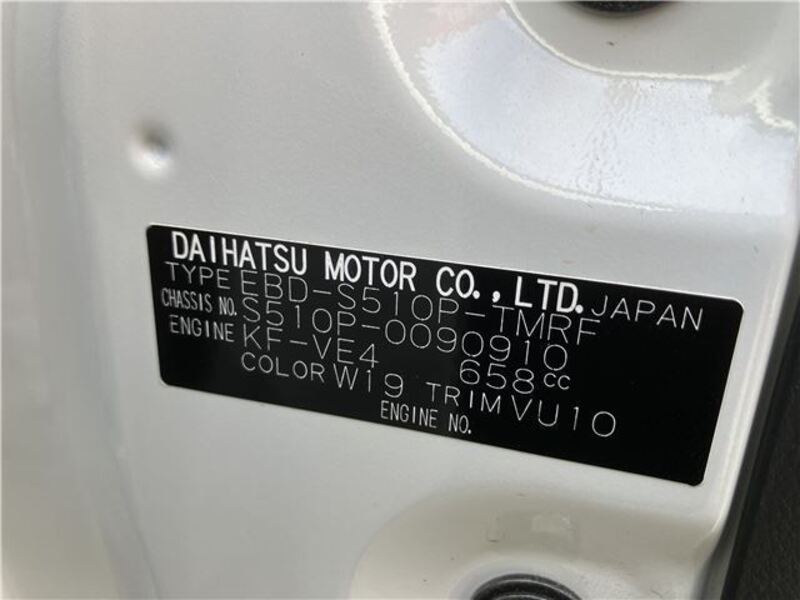 DAIHATSU MOTOR CO.,LTD. JAPAN
TYPE EBD-S510P-TMRF
CHASSIS NO. S510P-0090910
ENGINE KF-VE4 658cc
COLOR W19 TRIM VU10
ENGINE NO.